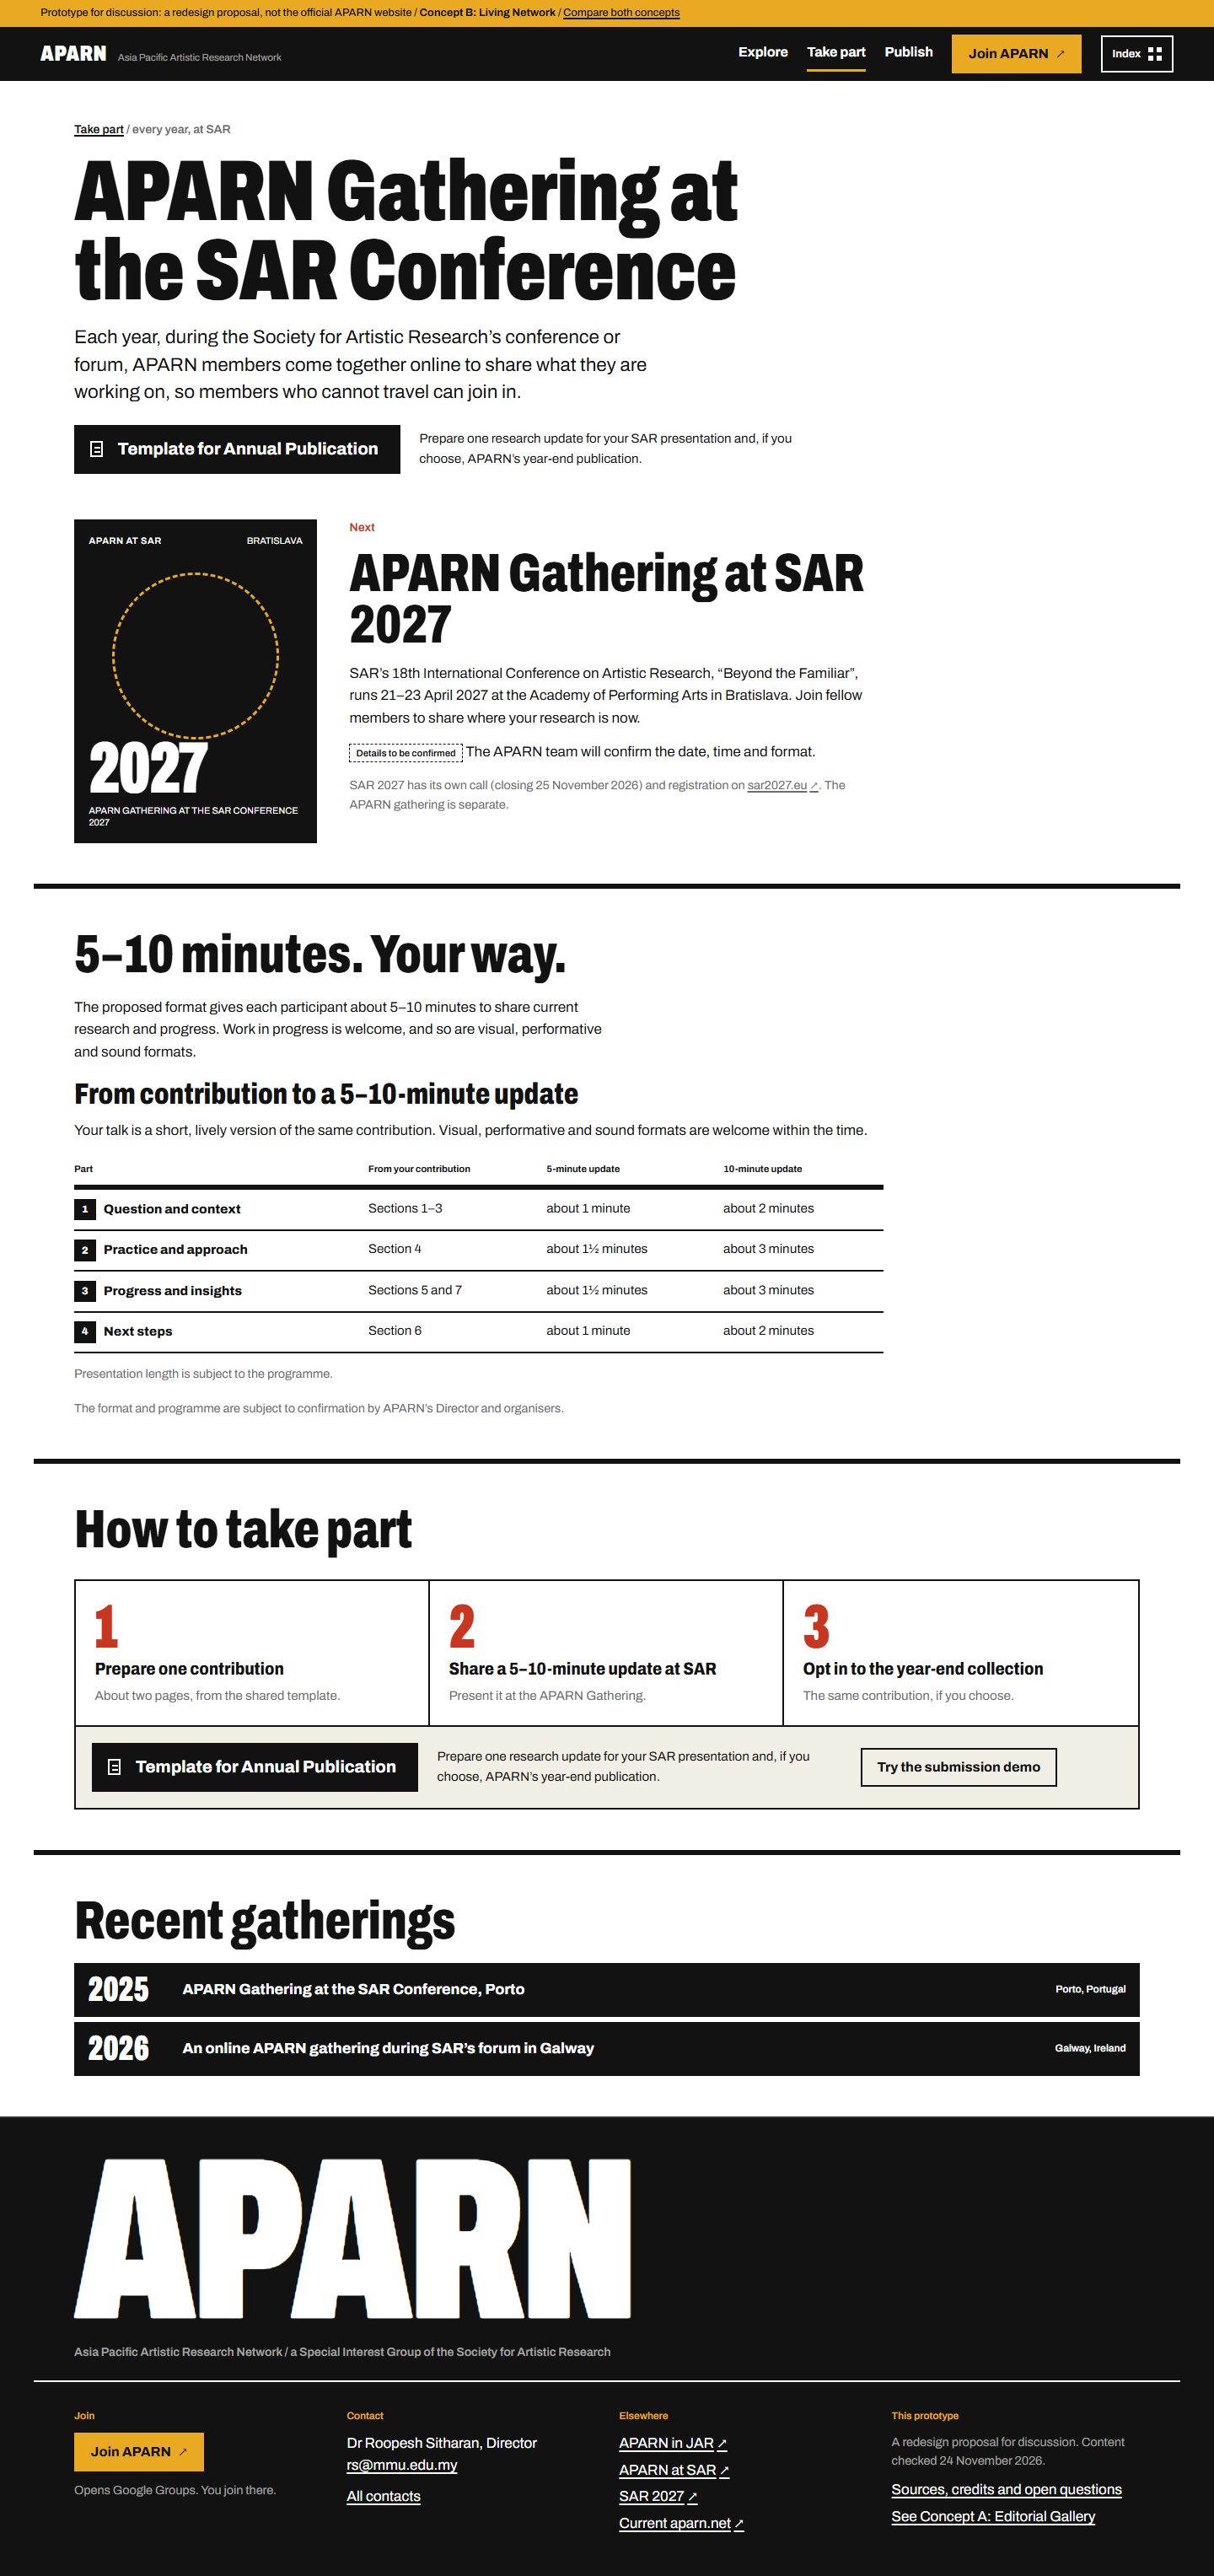 Prototype for discussion: a redesign proposal, not the official APARN website / Concept B: Living Network / Compare both concepts
APARN Asia Pacific Artistic Research Network
Explore Take part Publish Join APARN ↗ Index
Take part / every year, at SAR
APARN Gathering at
the SAR Conference
Each year, during the Society for Artistic Research’s conference or
forum, APARN members come together online to share what they are
working on, so members who cannot travel can join in.
Template for Annual Publication
Prepare one research update for your SAR presentation and, if you
choose, APARN’s year-end publication.
APARN AT SAR BRATISLAVA
2027
APARN GATHERING AT THE SAR CONFERENCE
2027
Next
APARN Gathering at SAR
2027
SAR’s 18th International Conference on Artistic Research, “Beyond the Familiar”,
runs 21–23 April 2027 at the Academy of Performing Arts in Bratislava. Join fellow
members to share where your research is now.
Details to be confirmed The APARN team will confirm the date, time and format.
SAR 2027 has its own call (closing 25 November 2026) and registration on sar2027.eu ↗. The
APARN gathering is separate.
5–10 minutes. Your way.
The proposed format gives each participant about 5–10 minutes to share current
research and progress. Work in progress is welcome, and so are visual, performative
and sound formats.
From contribution to a 5–10-minute update
Your talk is a short, lively version of the same contribution. Visual, performative and sound formats are welcome within the time.
Part From your contribution 5-minute update 10-minute update
1 Question and context Sections 1–3 about 1 minute about 2 minutes
2 Practice and approach Section 4 about 1½ minutes about 3 minutes
3 Progress and insights Sections 5 and 7 about 1½ minutes about 3 minutes
4 Next steps Section 6 about 1 minute about 2 minutes
Presentation length is subject to the programme.
The format and programme are subject to confirmation by APARN’s Director and organisers.
How to take part
1
Prepare one contribution
About two pages, from the shared template.
2
Share a 5–10-minute update at SAR
Present it at the APARN Gathering.
3
Opt in to the year-end collection
The same contribution, if you choose.
Template for Annual Publication
Prepare one research update for your SAR presentation and, if you
choose, APARN’s year-end publication.
Try the submission demo
Recent gatherings
2025 APARN Gathering at the SAR Conference, Porto Porto, Portugal
2026 An online APARN gathering during SAR’s forum in Galway Galway, Ireland
APARN
Asia Pacific Artistic Research Network / a Special Interest Group of the Society for Artistic Research
Join
Join APARN ↗
Opens Google Groups. You join there.
Contact
Dr Roopesh Sitharan, Director
rs@mmu.edu.my
All contacts
Elsewhere
APARN in JAR ↗
APARN at SAR ↗
SAR 2027 ↗
Current aparn.net ↗
This prototype
A redesign proposal for discussion. Content
checked 24 November 2026.
Sources, credits and open questions
See Concept A: Editorial Gallery